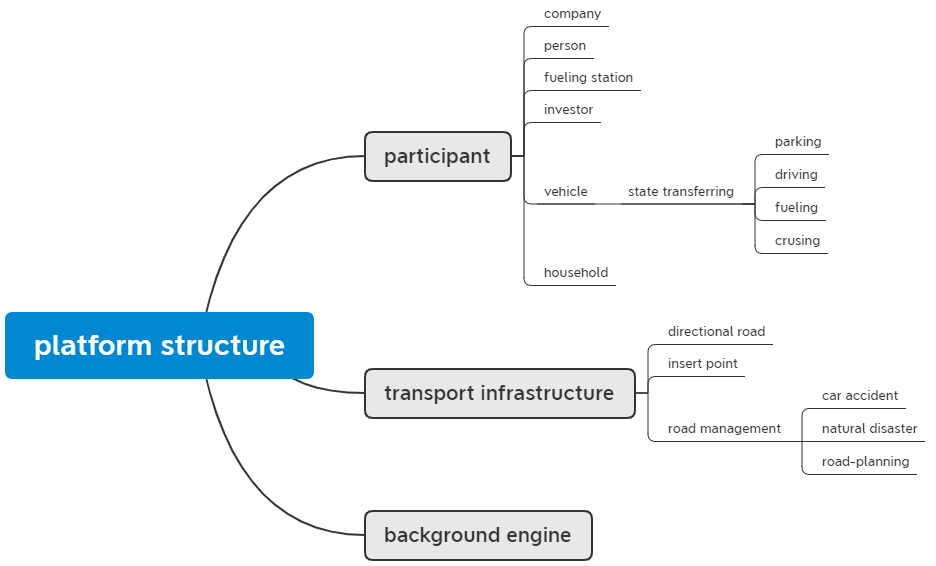 platform structure
participant
company
person
fueling station
investor
vehicle
state transferring
parking
driving
fueling
crusing
household
transport infrastructure
directional road
insert point
road management
car accident
natural disaster
road-planning
background engine